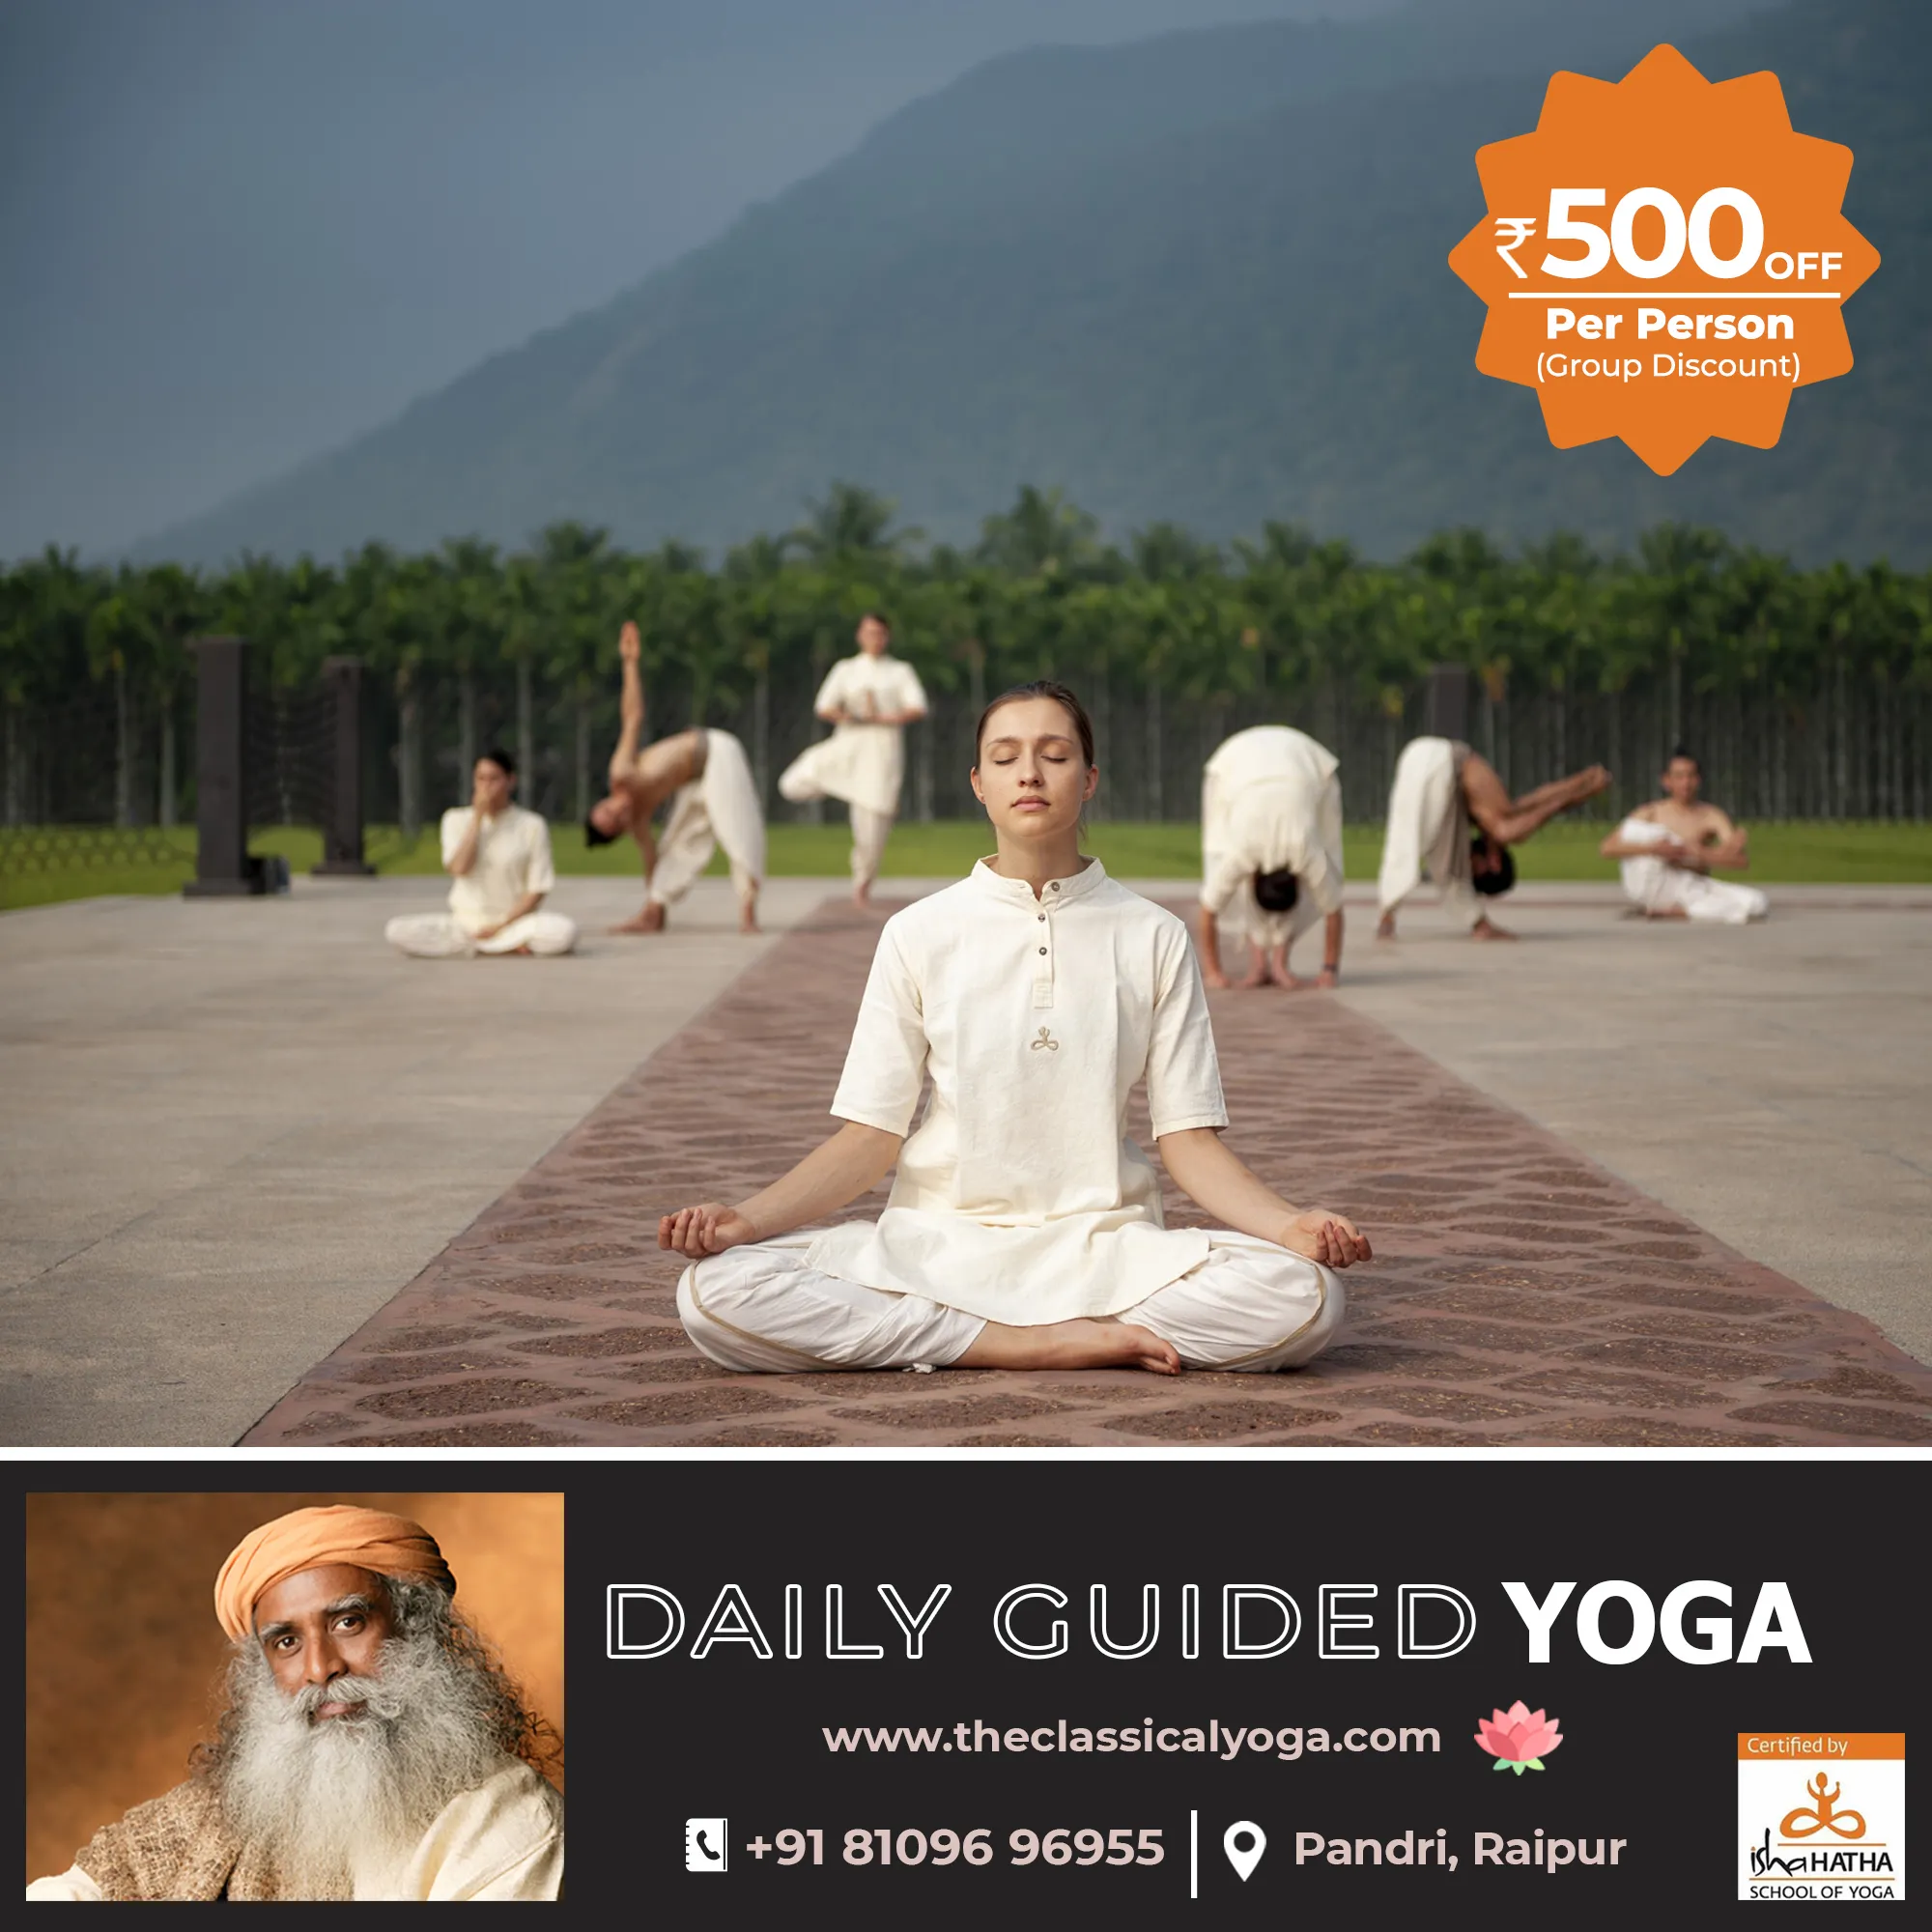 ₹500 OFF
Per Person
(Group Discount)
DAILY GUIDED YOGA
www.theclassicalyoga.com
+91 81096 96955
Pandri, Raipur
Certified by
isha HATHA
SCHOOL OF YOGA